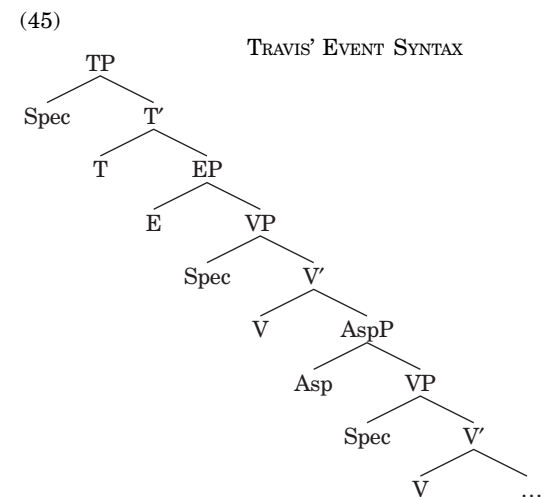 (45)
TRAVIS’ EVENT SYNTAX
TP
Spec T′
T EP
E VP
Spec V′
V AspP
Asp VP
Spec V′
V ...